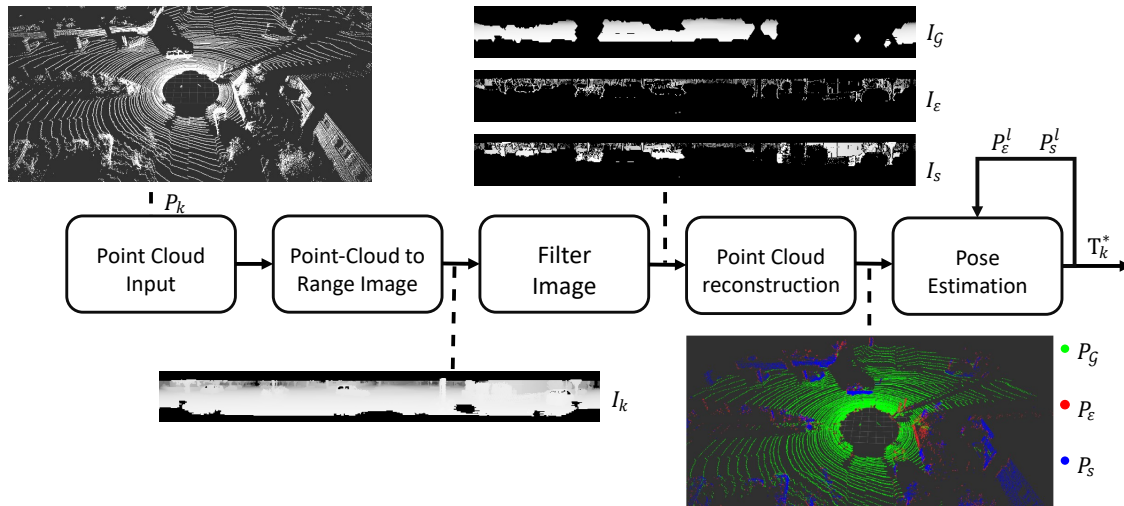 I_G
I_ε
I_s
P_ε^l P_s^l
P_k
T_k^*
Point Cloud
Input
Point-Cloud to
Range Image
Filter
Image
Point Cloud
reconstruction
Pose
Estimation
I_k
P_G
P_ε
P_s